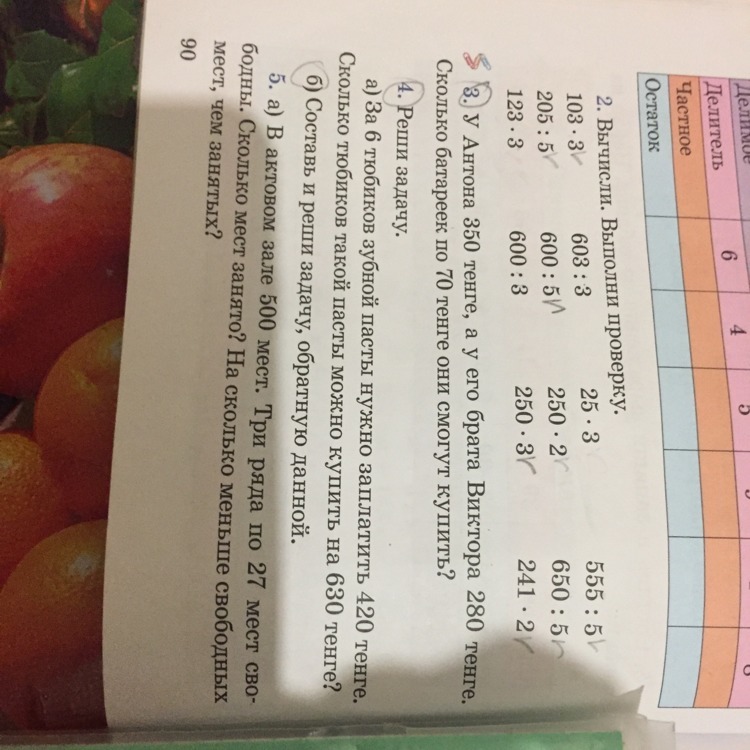 Делимое
Делитель 6 4 5
Частное
Остаток
2. Вычисли. Выполни проверку.
103 · 3 603 : 3 25 · 3 555 : 5
205 : 5 600 : 5 250 · 2 650 : 5
123 · 3 600 : 3 250 · 3 241 · 2
3. У Антона 350 тенге, а у его брата Виктора 280 тенге.
Сколько батареек по 70 тенге они смогут купить?
4. Реши задачу.
а) За 6 тюбиков зубной пасты нужно заплатить 420 тенге.
Сколько тюбиков такой пасты можно купить на 630 тенге?
б) Составь и реши задачу, обратную данной.
5. а) В актовом зале 500 мест. Три ряда по 27 мест сво-
бодны. Сколько мест занято? На сколько меньше свободных
мест, чем занятых?
90